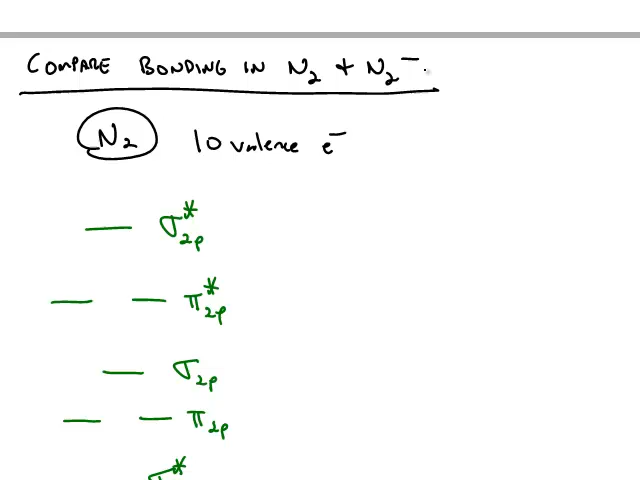 COMPARE BONDING IN N₂ + N₂⁻.
N₂ 10 valence e⁻
σ*₂p
π*₂p
σ₂p
π₂p
σ*